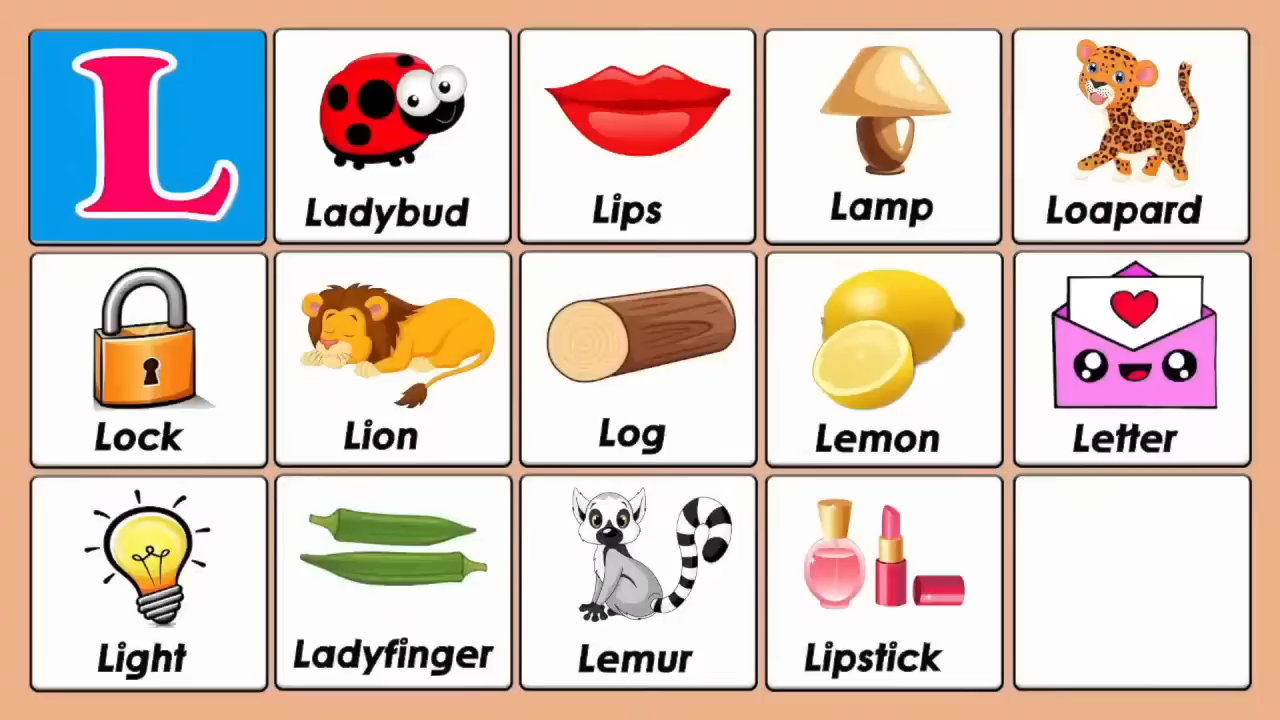 L
Ladybud
Lips
Lamp
Loapard
Lock
Lion
Log
Lemon
Letter
Light
Ladyfinger
Lemur
Lipstick